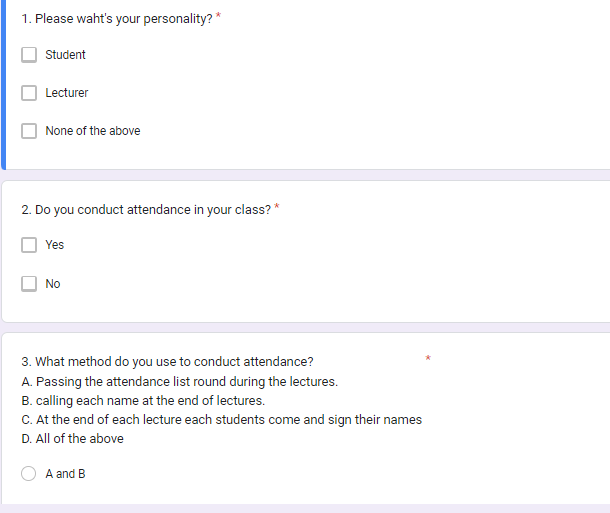 1. Please waht's your personality? *
Student
Lecturer
None of the above
2. Do you conduct attendance in your class? *
Yes
No
3. What method do you use to conduct attendance? *
A. Passing the attendance list round during the lectures.
B. calling each name at the end of lectures.
C. At the end of each lecture each students come and sign their names
D. All of the above
A and B